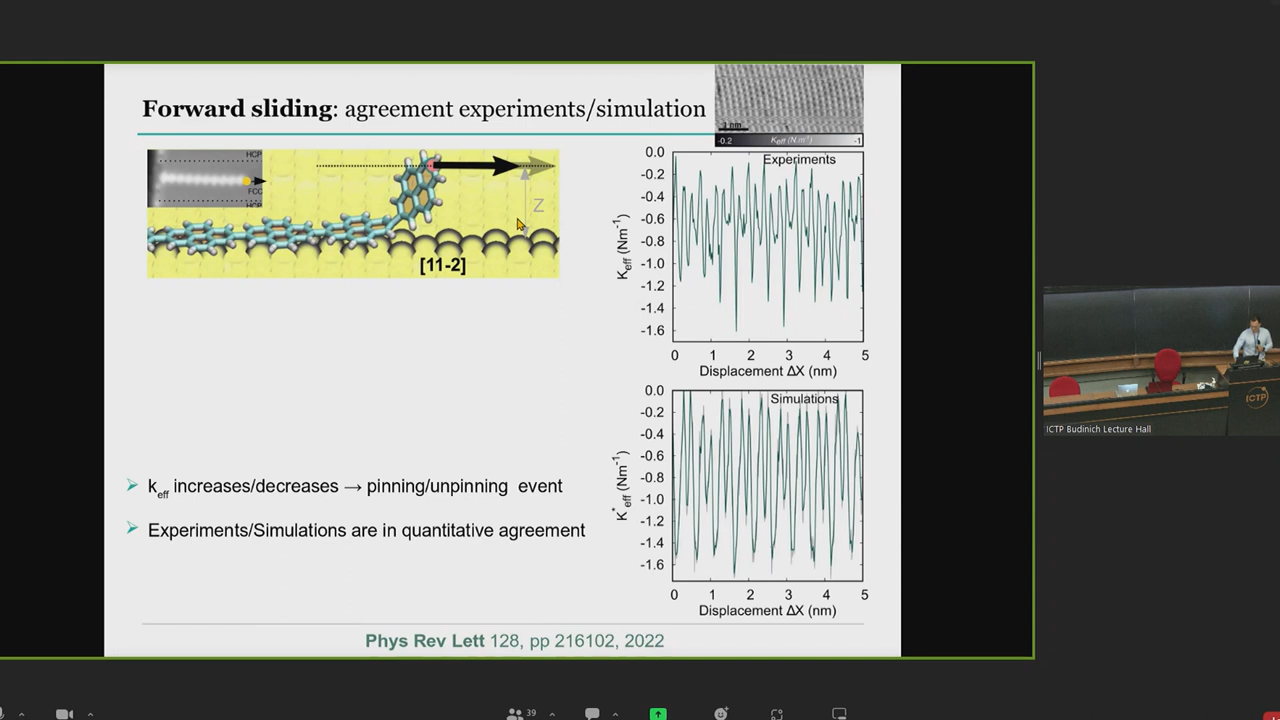 Forward sliding: agreement experiments/simulation
1 nm
-0.2 Keff (N.m-1) -1
HCP
FCC
HCP
Z
[11-2]
Experiments
0.0
-0.2
-0.4
-0.6
-0.8
-1.0
-1.2
-1.4
-1.6
Keff (Nm-1)
0 1 2 3 4 5
Displacement ΔX (nm)
Simulations
0.0
-0.2
-0.4
-0.6
-0.8
-1.0
-1.2
-1.4
-1.6
K*eff (Nm-1)
0 1 2 3 4 5
Displacement ΔX (nm)
keff increases/decreases → pinning/unpinning event
Experiments/Simulations are in quantitative agreement
Phys Rev Lett 128, pp 216102, 2022
ICTP
ICTP Budinich Lecture Hall
39